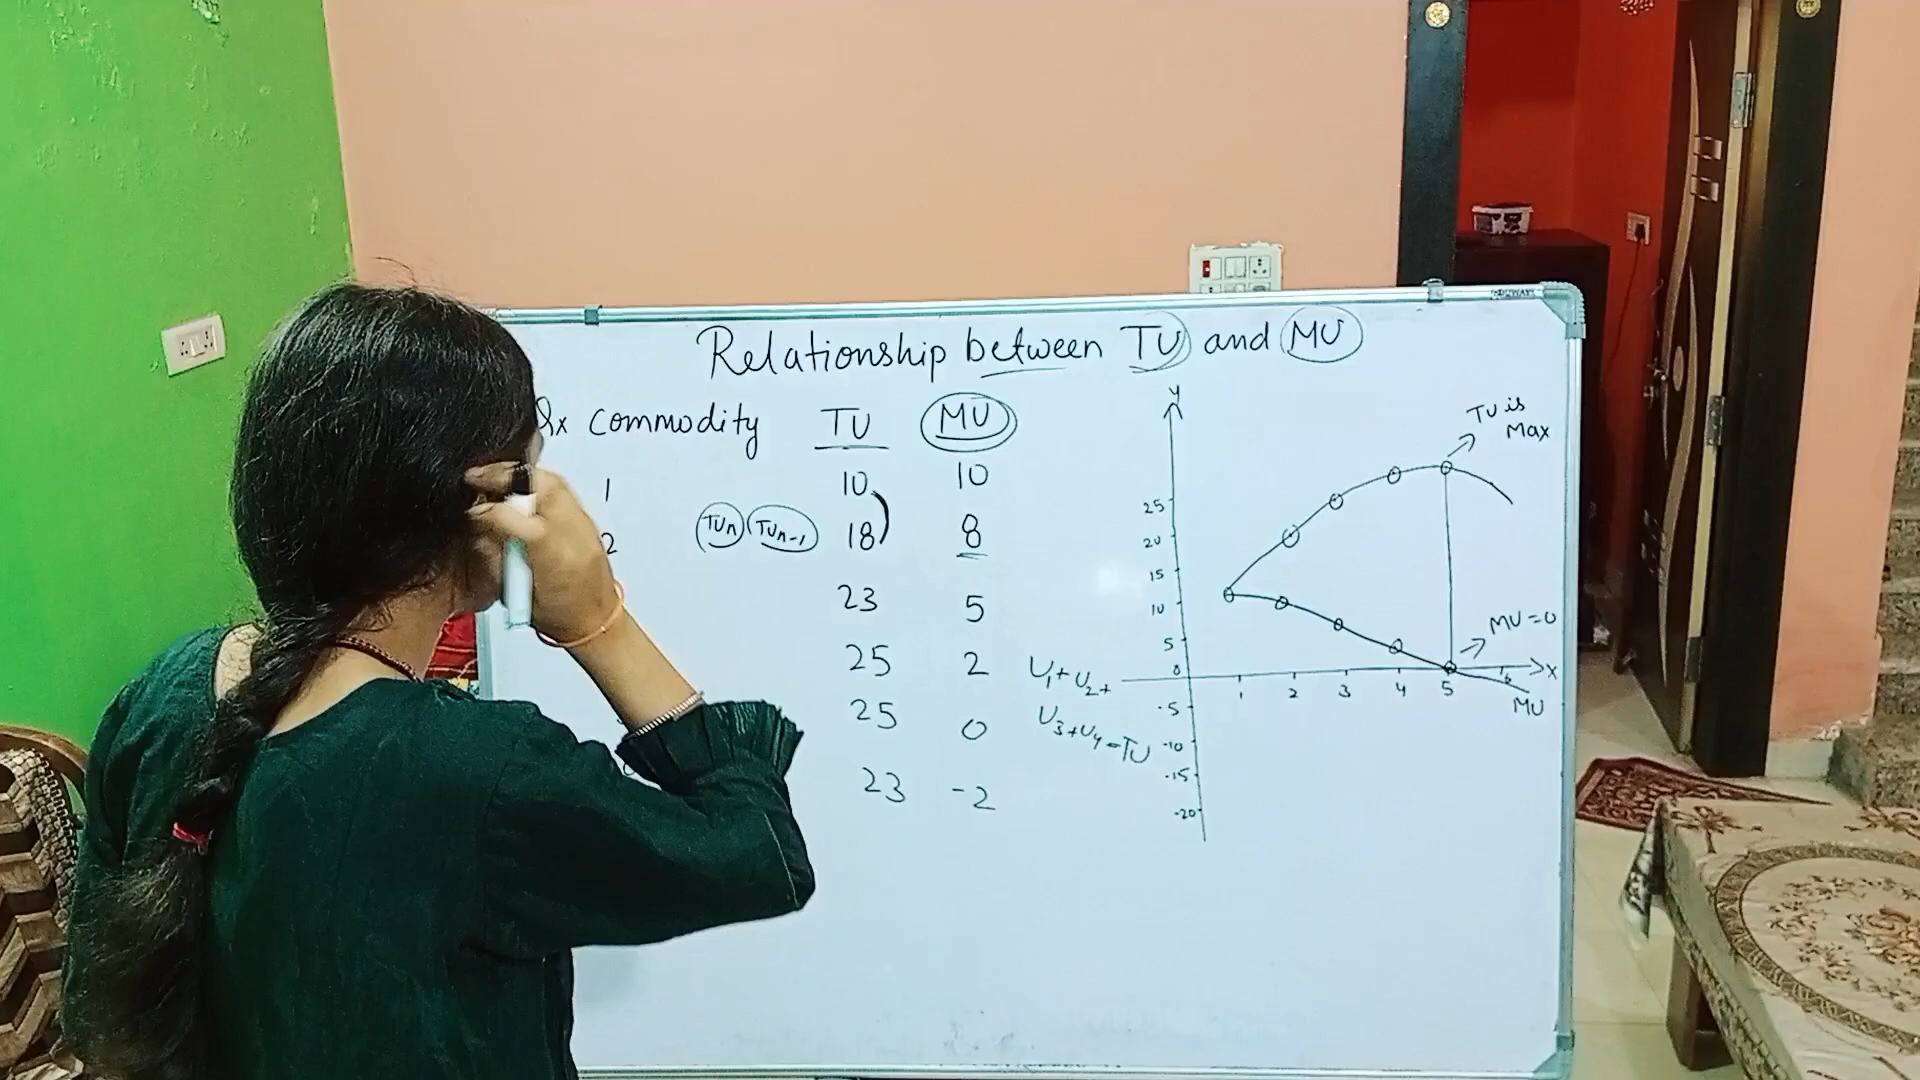 Relationship between TU and MU
Qx commodity TU MU
1 10 10
2 TUn TUn-1 18 8
23 5
25 2
25 0
23 -2
U1+U2+
U3+U4=TU
y
TU is
Max
25
20
15
10
5
0
-5
-10
-15
-20
1 2 3 4 5 6
x
MU=0
MU